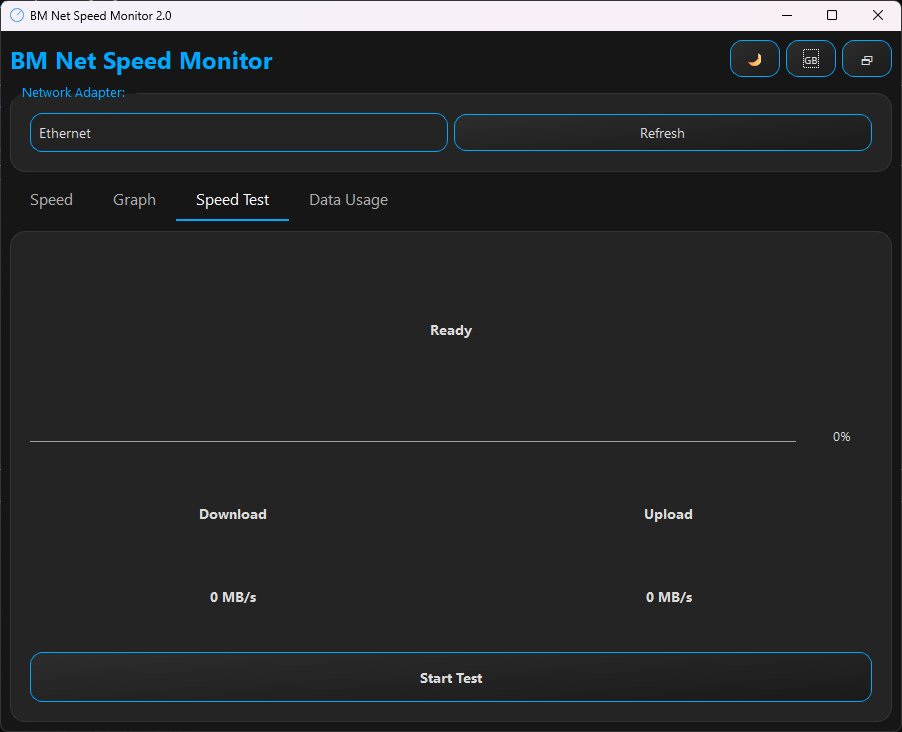 BM Net Speed Monitor 2.0
BM Net Speed Monitor
GB
Network Adapter:
Ethernet
Refresh
Speed Graph Speed Test Data Usage
Ready
0%
Download Upload
0 MB/s 0 MB/s
Start Test